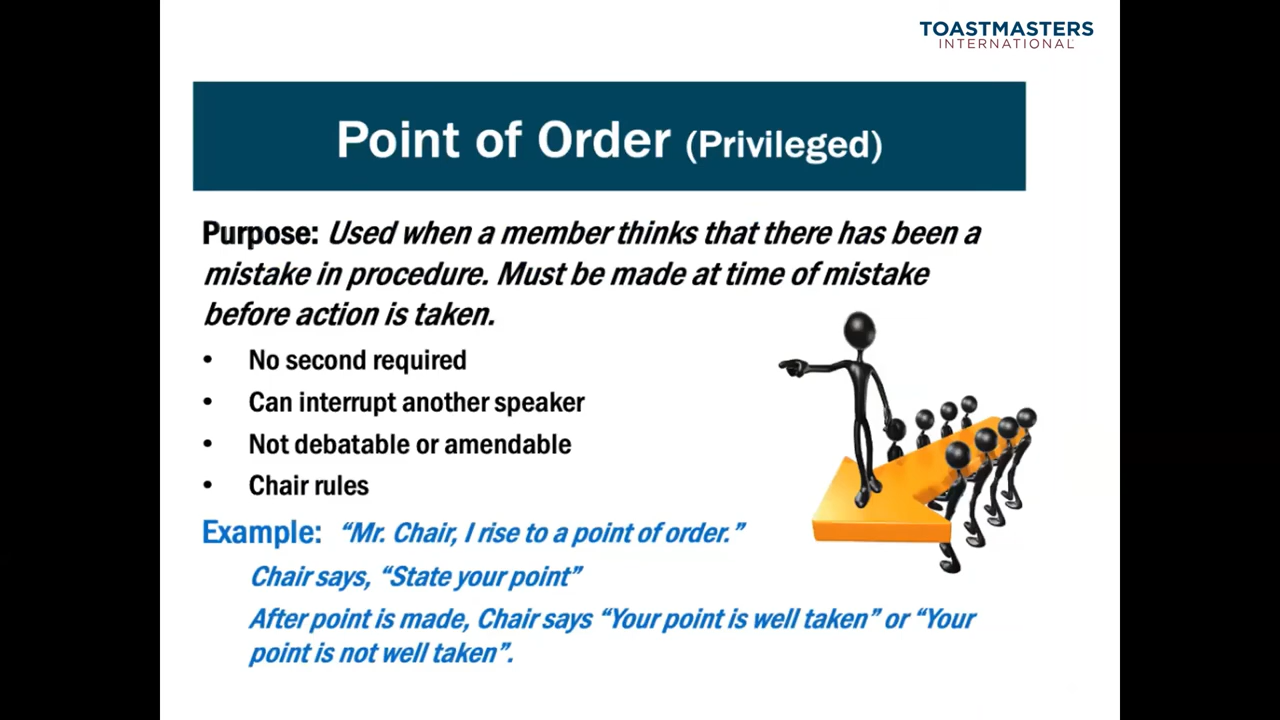 TOASTMASTERS
INTERNATIONAL
Point of Order (Privileged)
Purpose: Used when a member thinks that there has been a
mistake in procedure. Must be made at time of mistake
before action is taken.
• No second required
• Can interrupt another speaker
• Not debatable or amendable
• Chair rules
Example: “Mr. Chair, I rise to a point of order.”
Chair says, “State your point”
After point is made, Chair says “Your point is well taken” or “Your
point is not well taken”.